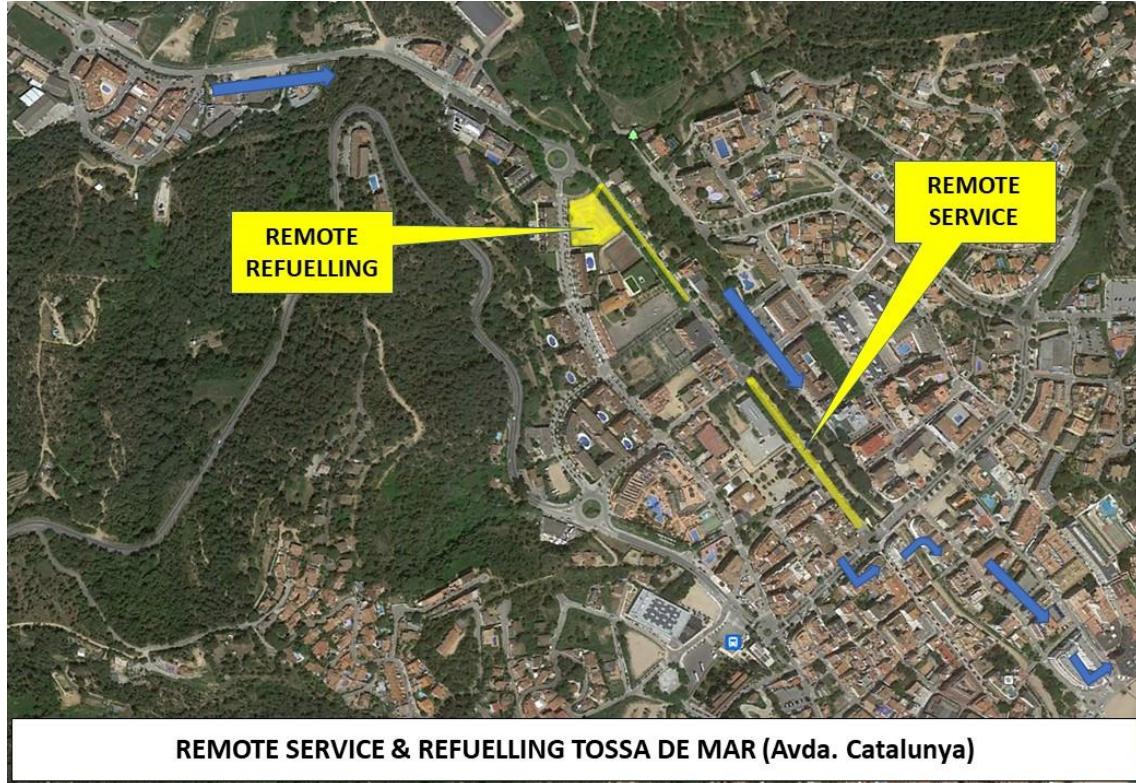 REMOTE
SERVICE
REMOTE
REFUELLING
REMOTE SERVICE & REFUELLING TOSSA DE MAR (Avda. Catalunya)